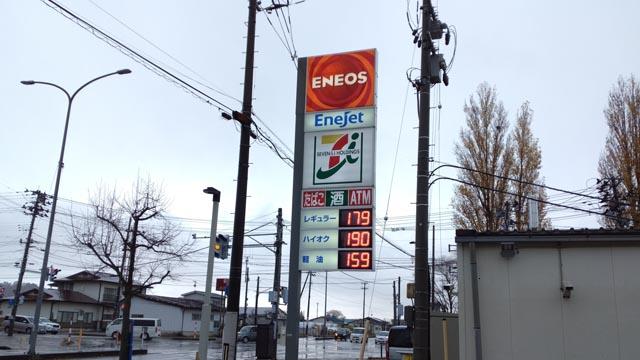 ENEOS
EneJet
SEVEN & i HOLDINGS
たばこ 酒 ATM
レギュラー 179
ハイオク 190
軽油 159